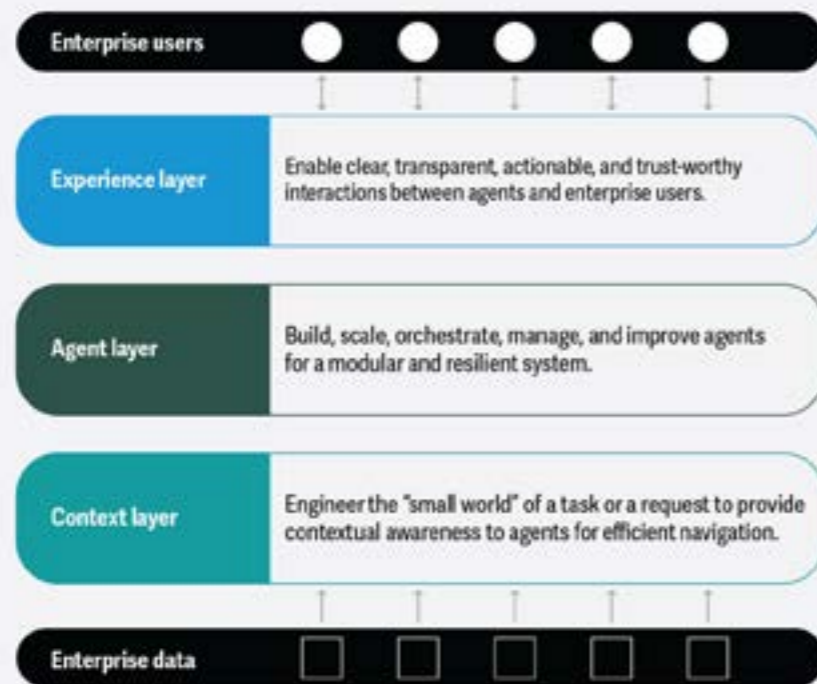 Enterprise users
Experience layer
Enable clear, transparent, actionable, and trust-worthy
interactions between agents and enterprise users.
Agent layer
Build, scale, orchestrate, manage, and improve agents
for a modular and resilient system.
Context layer
Engineer the "small world" of a task or a request to provide
contextual awareness to agents for efficient navigation.
Enterprise data